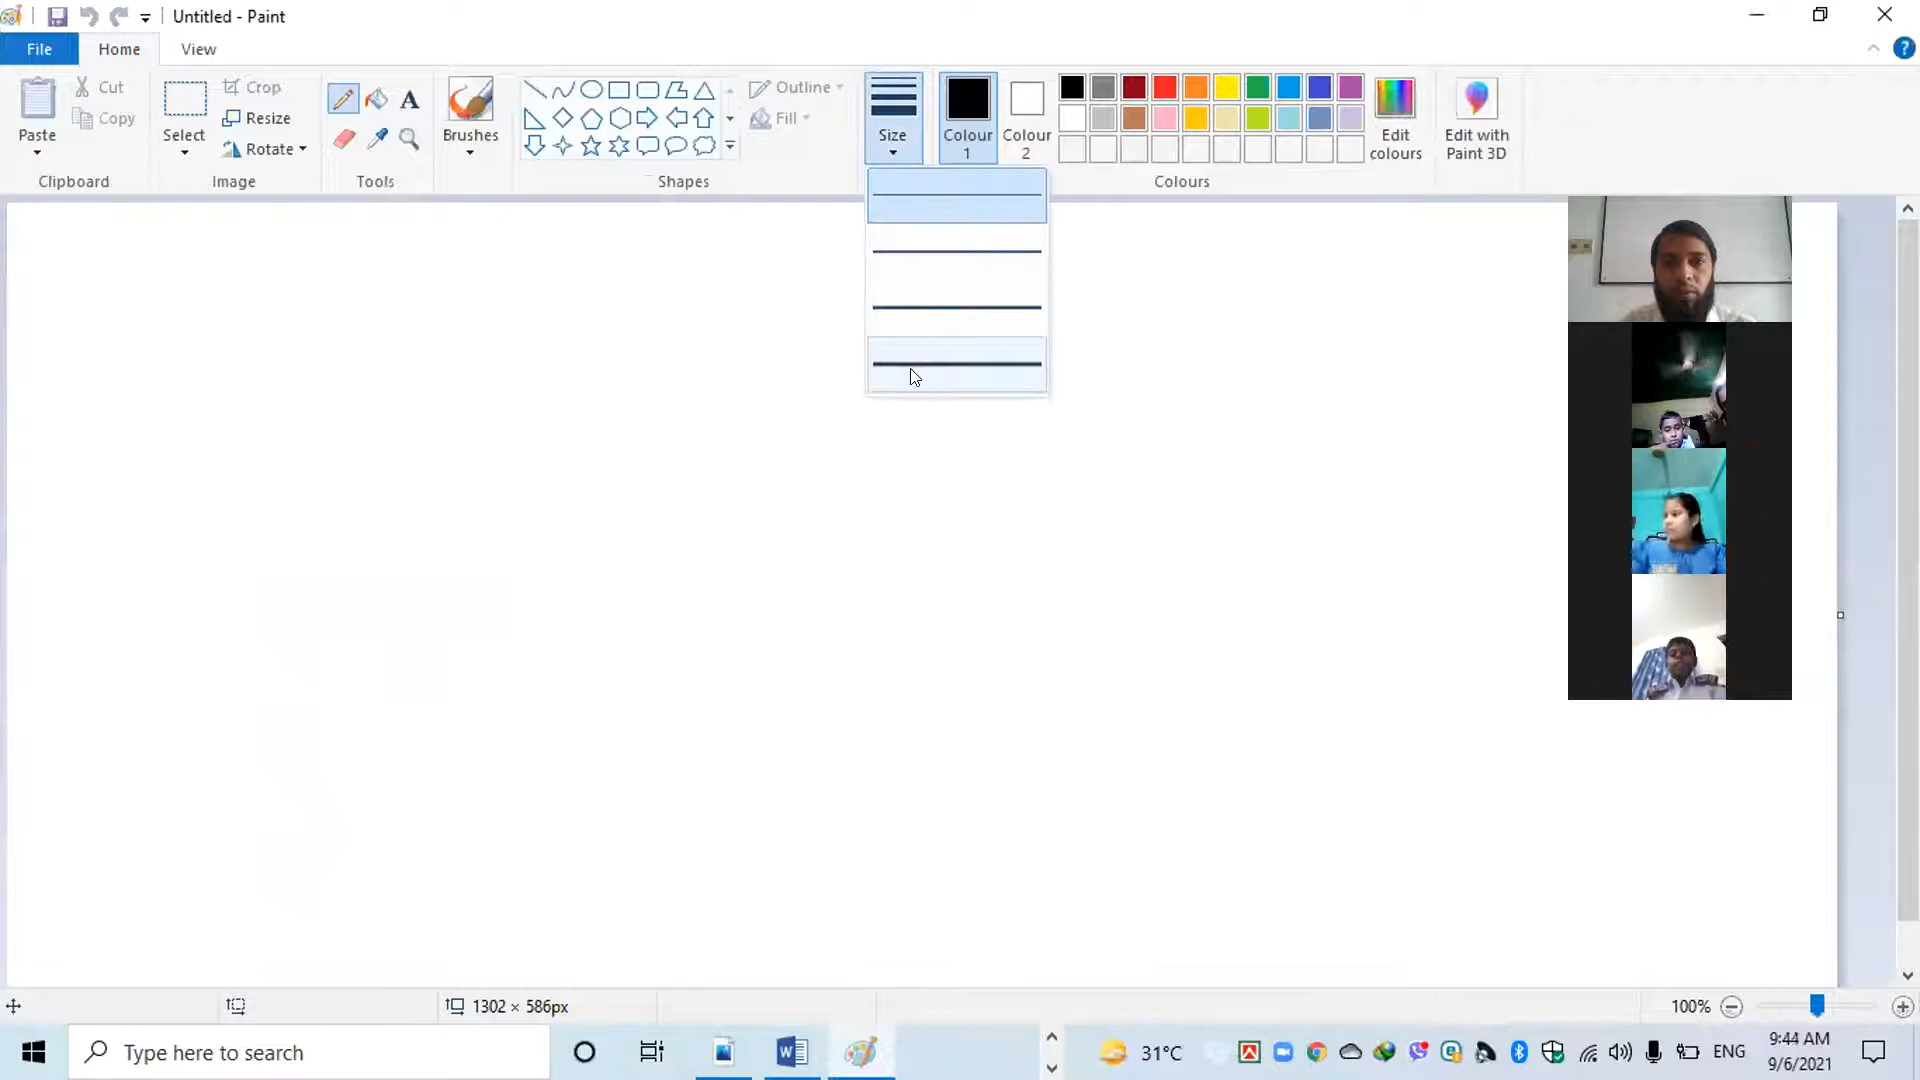 Untitled - Paint
File
Home
View
Paste
Cut
Copy
Clipboard
Select
Crop
Resize
Rotate
Image
A
Tools
Brushes
Shapes
Outline
Fill
Size
Colour 1
Colour 2
Colours
Edit colours
Edit with Paint 3D
1302 × 586px
100%
Type here to search
31°C
ENG
9:44 AM
9/6/2021